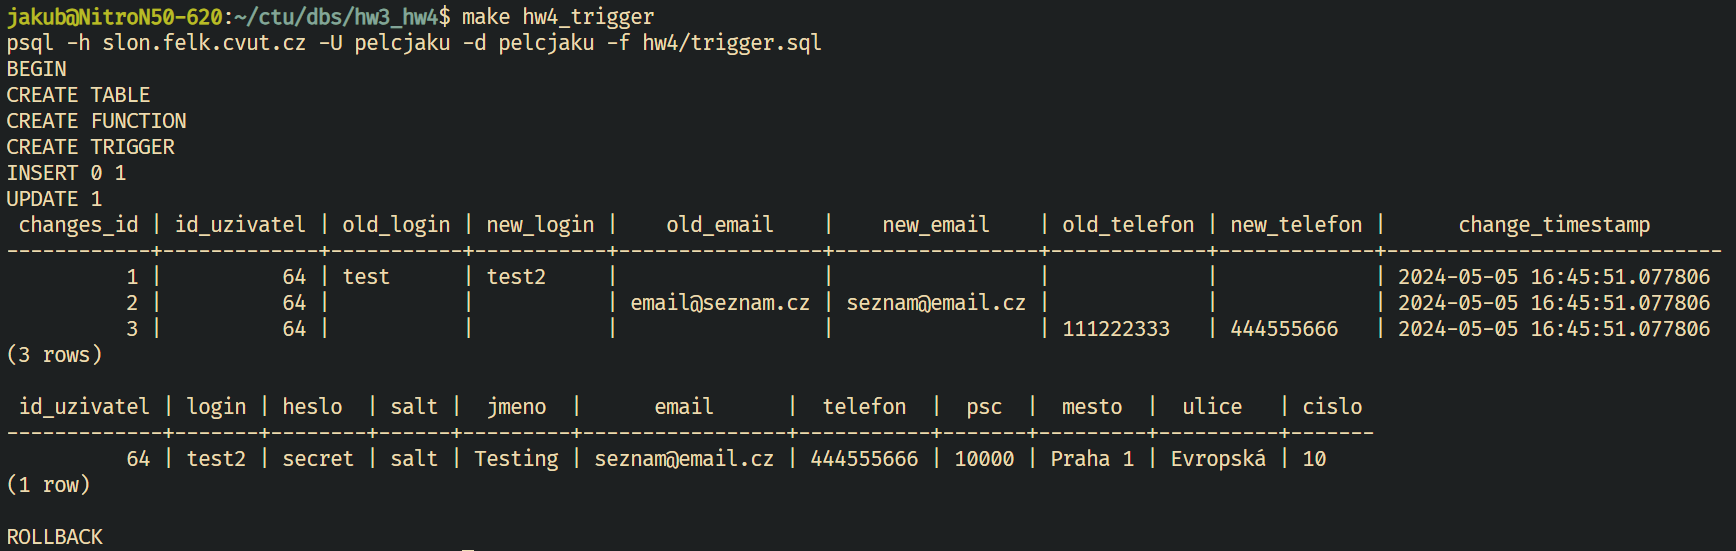 jakub@NitroN50-620:~/ctu/dbs/hw3_hw4$ make hw4_trigger
psql -h slon.felk.cvut.cz -U pelcjaku -d pelcjaku -f hw4/trigger.sql
BEGIN
CREATE TABLE
CREATE FUNCTION
CREATE TRIGGER
INSERT 0 1
UPDATE 1
 changes_id | id_uzivatel | old_login | new_login |    old_email     |    new_email     | old_telefon | new_telefon |      change_timestamp
------------+-------------+-----------+-----------+------------------+------------------+-------------+-------------+----------------------------
          1 |          64 | test      | test2     |                  |                  |             |             | 2024-05-05 16:45:51.077806
          2 |          64 |           |           | email@seznam.cz | seznam@email.cz |             |             | 2024-05-05 16:45:51.077806
          3 |          64 |           |           |                  |                  | 111222333   | 444555666   | 2024-05-05 16:45:51.077806
(3 rows)
 id_uzivatel | login | heslo  | salt |  jmeno  |      email      |  telefon  |  psc  |  mesto  |  ulice   | cislo
-------------+-------+--------+------+---------+-----------------+-----------+-------+---------+----------+-------
          64 | test2 | secret | salt | Testing | seznam@email.cz | 444555666 | 10000 | Praha 1 | Evropská | 10
(1 row)
ROLLBACK